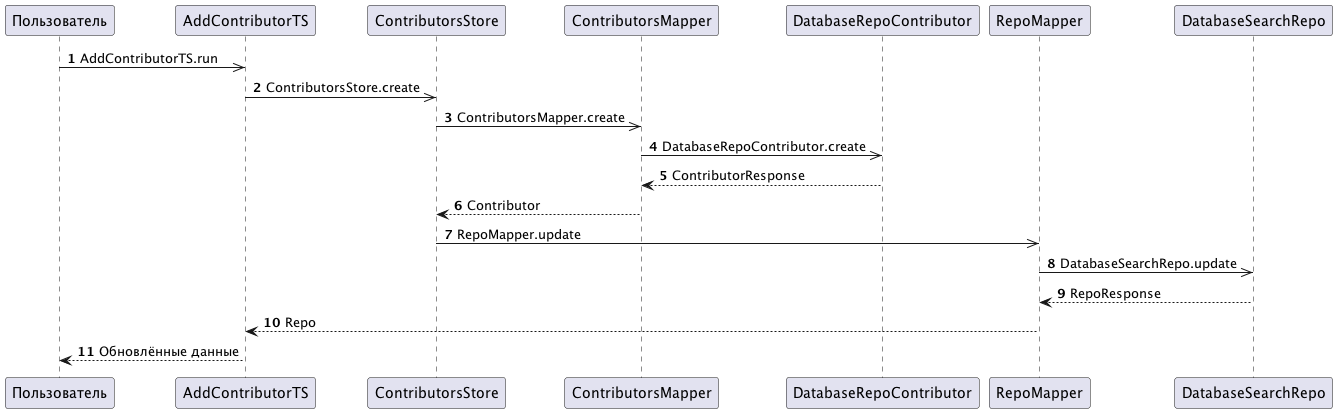 Пользователь AddContributorTS ContributorsStore ContributorsMapper DatabaseRepoContributor RepoMapper DatabaseSearchRepo
1 AddContributorTS.run
2 ContributorsStore.create
3 ContributorsMapper.create
4 DatabaseRepoContributor.create
5 ContributorResponse
6 Contributor
7 RepoMapper.update
8 DatabaseSearchRepo.update
9 RepoResponse
10 Repo
11 Обновлённые данные
Пользователь AddContributorTS ContributorsStore ContributorsMapper DatabaseRepoContributor RepoMapper DatabaseSearchRepo